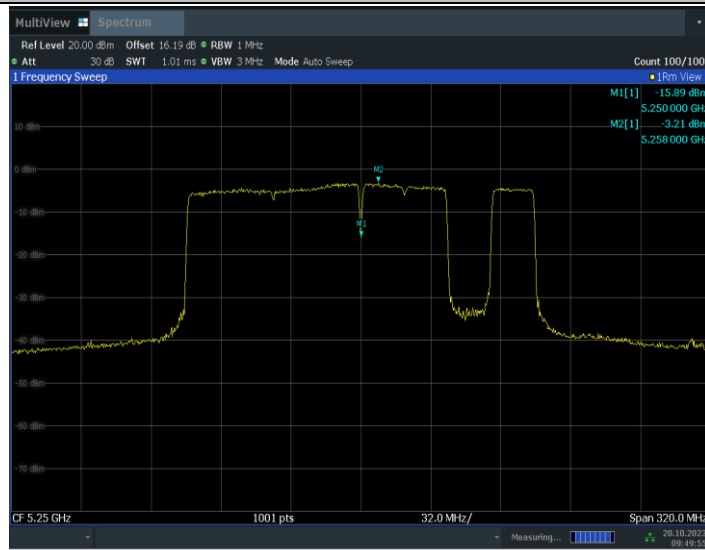 MultiView Spectrum
Ref Level 20.00 dBm Offset 16.19 dB RBW 1 MHz
Att 30 dB SWT 1.01 ms VBW 3 MHz Mode Auto Sweep Count 100/100
1 Frequency Sweep 1Rm View
M1[1] -15.89 dBm
5.250 000 GHz
M2[1] -3.21 dBm
5.258 000 GHz
10 dBm
0 dBm
M2
-10 dBm
M1
-20 dBm
-30 dBm
-40 dBm
-50 dBm
-60 dBm
-70 dBm
CF 5.25 GHz 1001 pts 32.0 MHz/ Span 320.0 MHz
Measuring... 20.10.2023
09:49:55